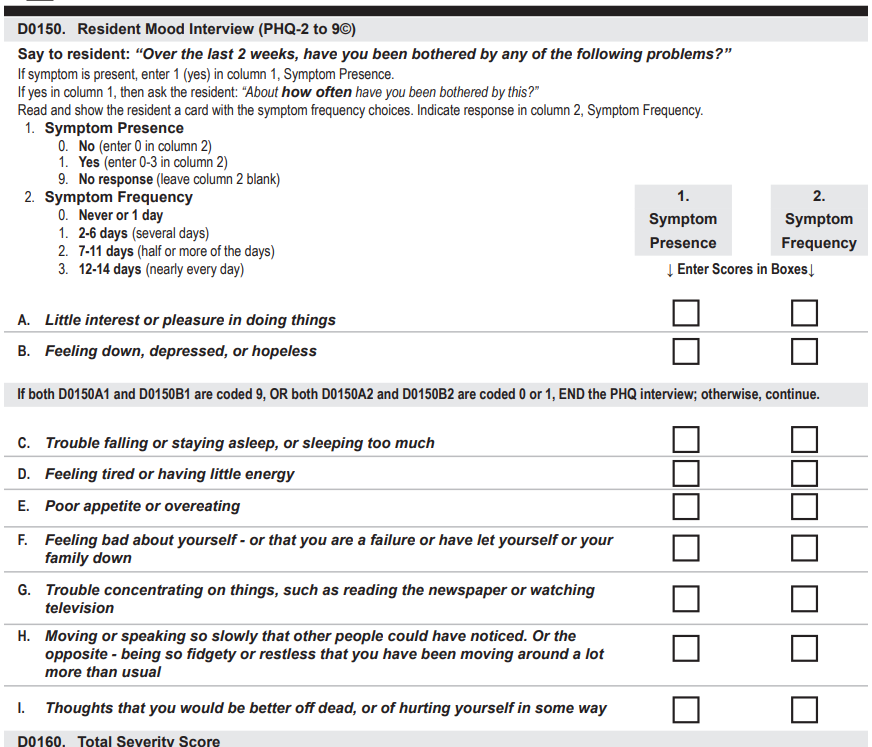 D0150. Resident Mood Interview (PHQ-2 to 9©)
Say to resident: “Over the last 2 weeks, have you been bothered by any of the following problems?”
If symptom is present, enter 1 (yes) in column 1, Symptom Presence.
If yes in column 1, then ask the resident: “About how often have you been bothered by this?”
Read and show the resident a card with the symptom frequency choices. Indicate response in column 2, Symptom Frequency.
1. Symptom Presence
0. No (enter 0 in column 2)
1. Yes (enter 0-3 in column 2)
9. No response (leave column 2 blank)
2. Symptom Frequency
0. Never or 1 day
1. 2-6 days (several days)
2. 7-11 days (half or more of the days)
3. 12-14 days (nearly every day)
1.
Symptom
Presence
2.
Symptom
Frequency
↓ Enter Scores in Boxes↓
A. Little interest or pleasure in doing things
B. Feeling down, depressed, or hopeless
If both D0150A1 and D0150B1 are coded 9, OR both D0150A2 and D0150B2 are coded 0 or 1, END the PHQ interview; otherwise, continue.
C. Trouble falling or staying asleep, or sleeping too much
D. Feeling tired or having little energy
E. Poor appetite or overeating
F. Feeling bad about yourself - or that you are a failure or have let yourself or your
family down
G. Trouble concentrating on things, such as reading the newspaper or watching
television
H. Moving or speaking so slowly that other people could have noticed. Or the
opposite - being so fidgety or restless that you have been moving around a lot
more than usual
I. Thoughts that you would be better off dead, or of hurting yourself in some way
D0160. Total Severity Score